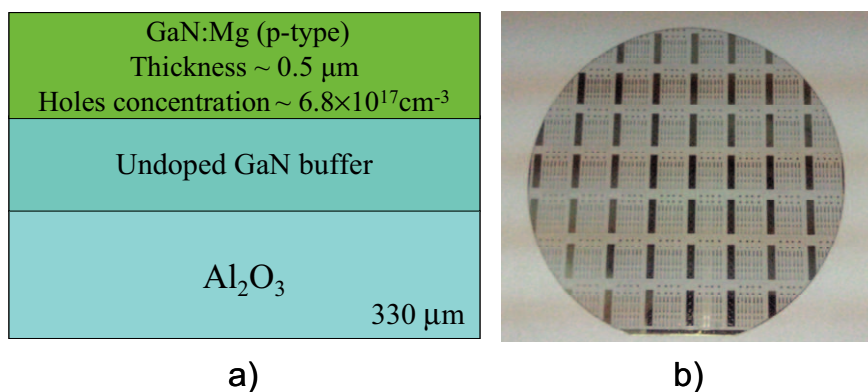 GaN:Mg (p-type)
Thickness ~ 0.5 μm
Holes concentration ~ 6.8×10¹⁷cm⁻³
Undoped GaN buffer
Al₂O₃
330 μm
a)
b)